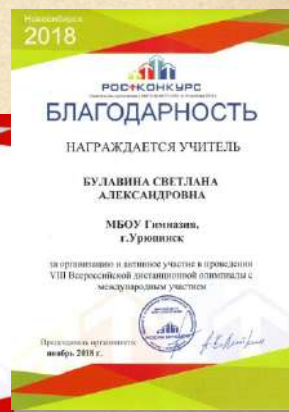 Новосибирск
2018
РОСТКОНКУРС
БЛАГОДАРНОСТЬ
НАГРАЖДАЕТСЯ УЧИТЕЛЬ
БУЛАВИНА СВЕТЛАНА
АЛЕКСАНДРОВНА
МБОУ Гимназия,
г.Урюпинск
за организацию и активное участие в проведении
VIII Всероссийской дистанционной олимпиады с
международным участием
Председатель оргкомитета
ноябрь 2018 г.